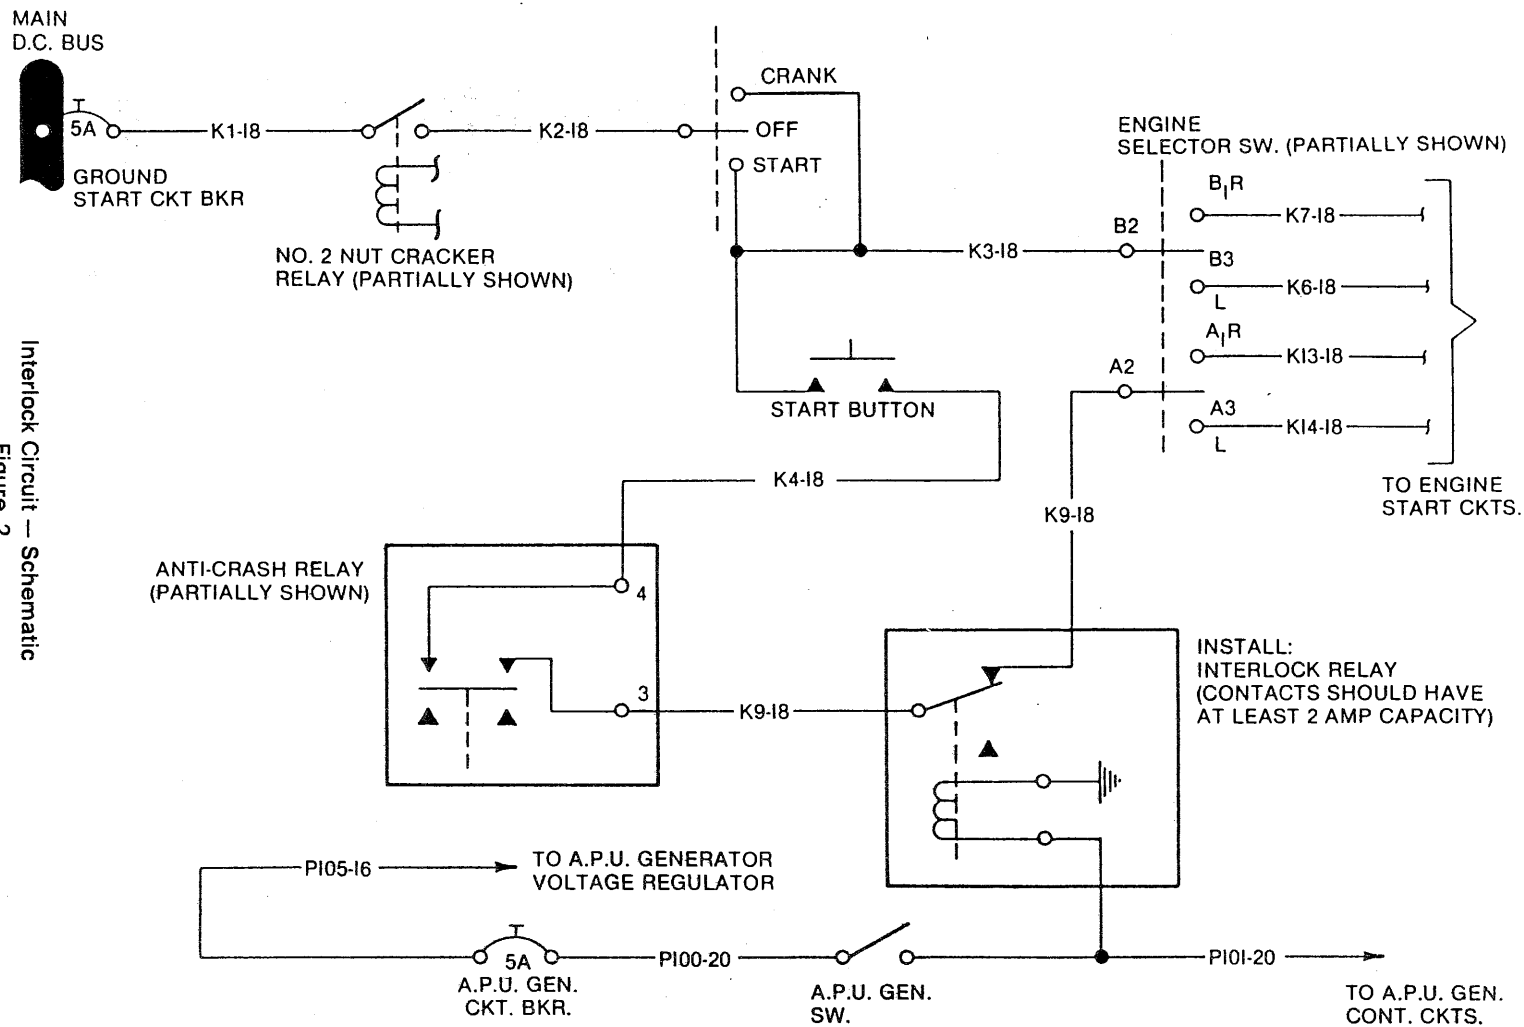 MAIN
D.C. BUS
5A
GROUND
START CKT BKR
K1-18
NO. 2 NUT CRACKER
RELAY (PARTIALLY SHOWN)
K2-18
CRANK
OFF
START
K3-18
ENGINE
SELECTOR SW. (PARTIALLY SHOWN)
B2
B1R
K7-18
B3
L
K6-18
A1R
K13-18
A2
A3
L
K14-18
TO ENGINE
START CKTS.
START BUTTON
K4-18
K9-18
ANTI-CRASH RELAY
(PARTIALLY SHOWN)
4
3
K9-18
INSTALL:
INTERLOCK RELAY
(CONTACTS SHOULD HAVE
AT LEAST 2 AMP CAPACITY)
P105-16
TO A.P.U. GENERATOR
VOLTAGE REGULATOR
5A
A.P.U. GEN.
CKT. BKR.
P100-20
A.P.U. GEN.
SW.
P101-20
TO A.P.U. GEN.
CONT. CKTS.
Interlock Circuit — Schematic
Figure 2